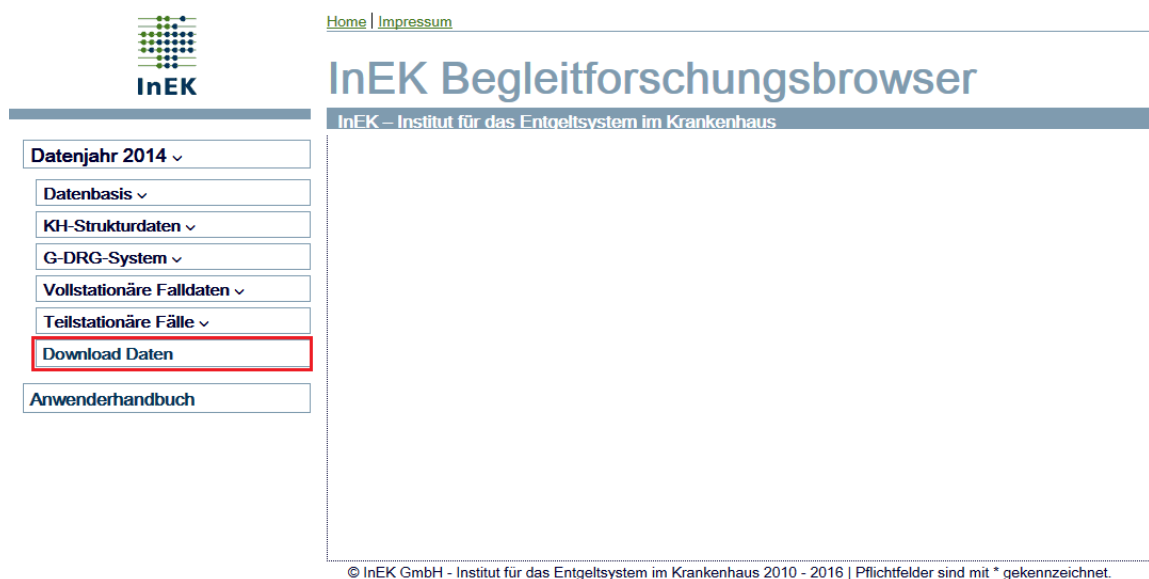 InEK
Home | Impressum
InEK Begleitforschungsbrowser
InEK – Institut für das Entgeltsystem im Krankenhaus
Datenjahr 2014
Datenbasis
KH-Strukturdaten
G-DRG-System
Vollstationäre Falldaten
Teilstationäre Fälle
Download Daten
Anwenderhandbuch
© InEK GmbH - Institut für das Entgeltsystem im Krankenhaus 2010 - 2016 | Pflichtfelder sind mit * gekennzeichnet.